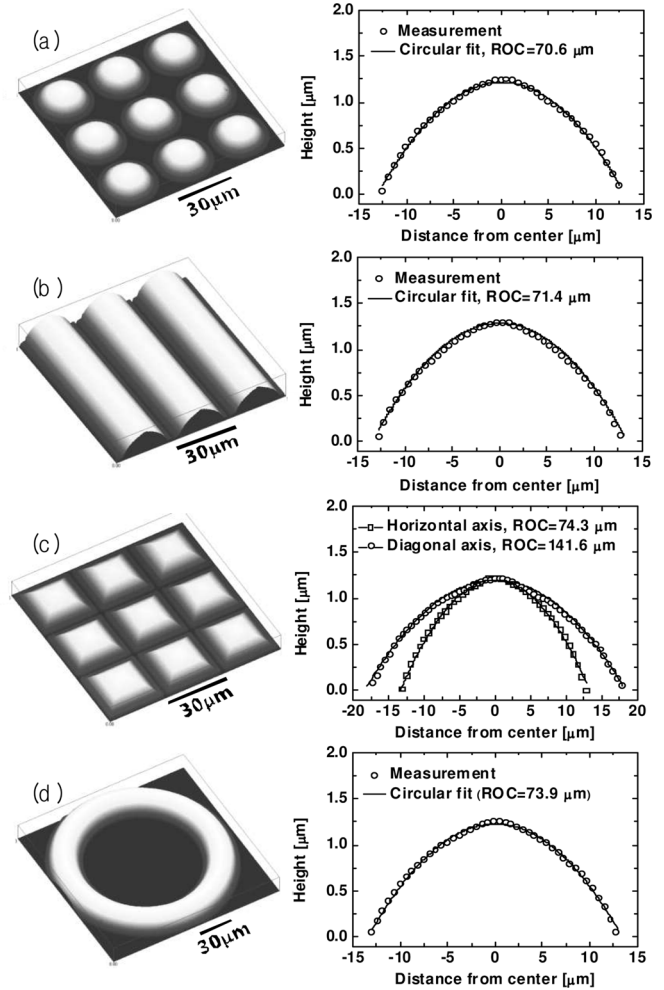 (a)
30μm
Measurement
Circular fit, ROC=70.6 μm
Height [μm]
2.0
1.5
1.0
0.5
0.0
-15 -10 -5 0 5 10 15
Distance from center [μm]
(b)
30μm
Measurement
Circular fit, ROC=71.4 μm
Height [μm]
2.0
1.5
1.0
0.5
0.0
-15 -10 -5 0 5 10 15
Distance from center [μm]
(c)
30μm
Horizontal axis, ROC=74.3 μm
Diagonal axis, ROC=141.6 μm
Height [μm]
2.0
1.5
1.0
0.5
0.0
-20 -15 -10 -5 0 5 10 15 20
Distance from center [μm]
(d)
30μm
Measurement
Circular fit (ROC=73.9 μm)
Height [μm]
2.0
1.5
1.0
0.5
0.0
-15 -10 -5 0 5 10 15
Distance from center [μm]